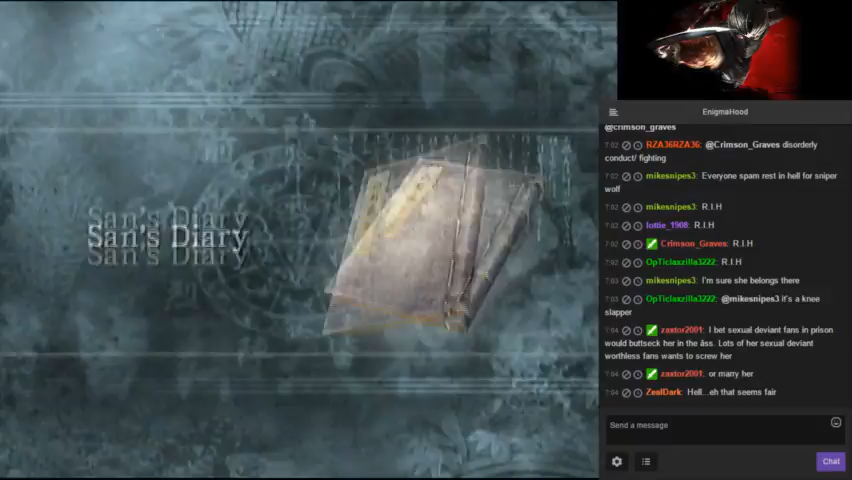 San's Diary
EnigmaHood
@crimson_graves
7:02 RZA36RZA36: @Crimson_Graves disorderly
conduct/ fighting
7:02 mikesnipes3: Everyone spam rest in hell for sniper
wolf
7:02 mikesnipes3: R.I.H
7:02 lottie_1908: R.I.H
7:02 Crimson_Graves: R.I.H
7:02 OpTiclaxzilla3222: R.I.H
7:03 mikesnipes3: I'm sure she belongs there
7:03 OpTiclaxzilla3222: @mikesnipes3 it's a knee
slapper
7:04 zaxtor2001: I bet sexual deviant fans in prison
would buttseck her in the âss. Lots of her sexual deviant
worthless fans wants to screw her
7:04 zaxtor2001: or marry her
7:04 ZealDark: Hell...eh that seems fair
Send a message
Chat